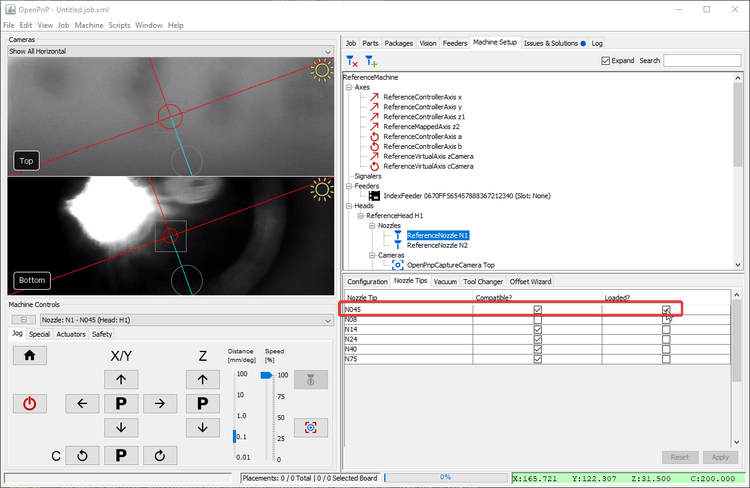 OpenPnP - Untitled.job.xml
File Edit View Job Machine Scripts Window Help
Cameras
Show All Horizontal
Top
Bottom
Machine Controls
Nozzle: N1 - N045 (Head: H1)
Jog Special Actuators Safety
X/Y Z
Distance [mm/deg]
Speed [%]
100
10
1.0
0.1
0.01
100
75
50
25
0
P P
C P
Job Parts Packages Vision Feeders Machine Setup Issues & Solutions Log
Expand Search
ReferenceMachine
Axes
ReferenceControllerAxis x
ReferenceControllerAxis y
ReferenceControllerAxis z1
ReferenceMappedAxis z2
ReferenceControllerAxis a
ReferenceControllerAxis b
ReferenceVirtualAxis zCamera
ReferenceVirtualAxis cCamera
Signalers
Feeders
IndexFeeder 0670FF565457888367212340 (Slot: None)
Heads
ReferenceHead H1
Nozzles
ReferenceNozzle N1
ReferenceNozzle N2
Cameras
OpenPnpCaptureCamera Top
Configuration Nozzle Tips Vacuum Tool Changer Offset Wizard
Nozzle Tip Compatible? Loaded?
N045
N08
N14
N24
N40
N75
Reset Apply
Placements: 0 / 0 Total | 0 / 0 Selected Board 0% X:165.721 Y:122.307 Z:31.500 C:200.000